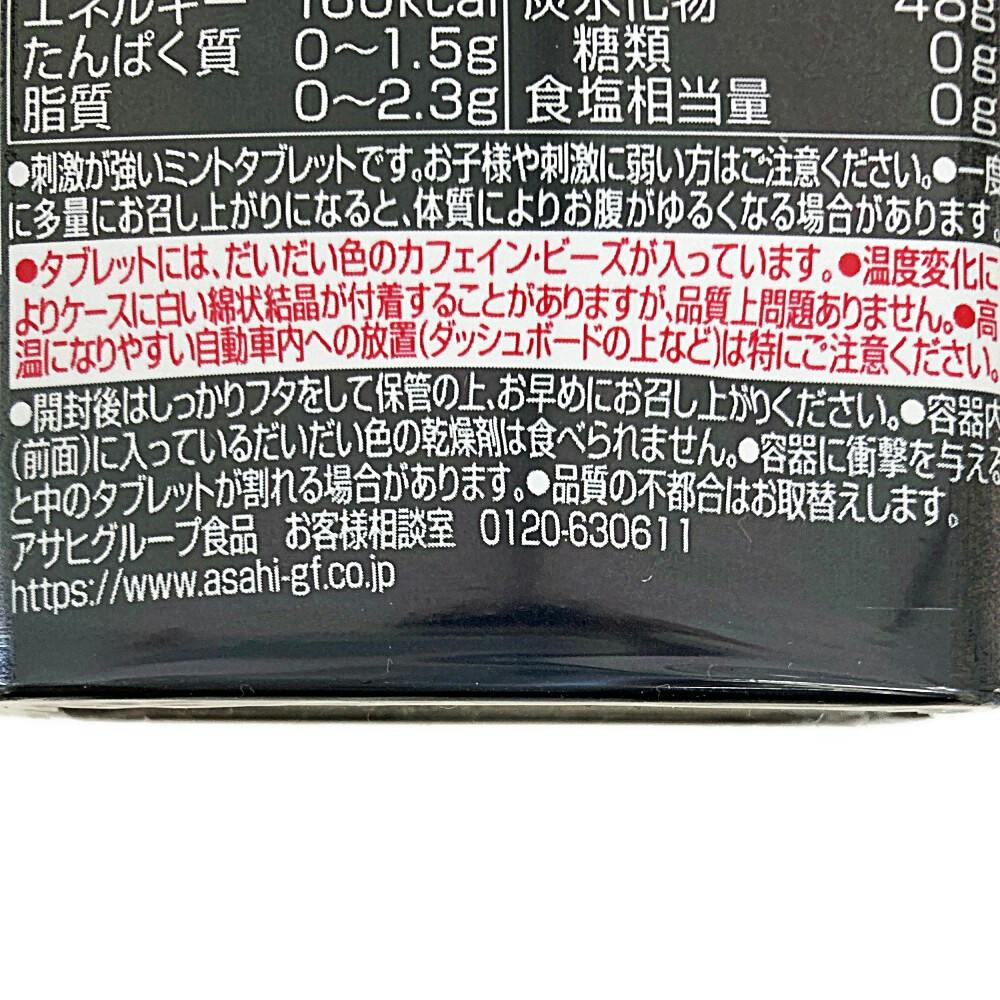 エネルギー 160kcal 炭水化物 48g
たんぱく質 0〜1.5g 糖類 0g
脂質 0〜2.3g 食塩相当量 0g
●刺激が強いミントタブレットです。お子様や刺激に弱い方はご注意ください。●一度
に多量にお召し上がりになると、体質によりお腹がゆるくなる場合があります。
●タブレットには、だいだい色のカフェイン・ビーズが入っています。●温度変化に
よりケースに白い綿状結晶が付着することがありますが、品質上問題ありません。●高
温になりやすい自動車内への放置(ダッシュボードの上など)は特にご注意ください。
●開封後はしっかりフタをして保管の上、お早めにお召し上がりください。●容器内
(前面)に入っているだいだい色の乾燥剤は食べられません。●容器に衝撃を与える
と中のタブレットが割れる場合があります。●品質の不都合はお取替えします。
アサヒグループ食品 お客様相談室 0120-630611
https://www.asahi-gf.co.jp